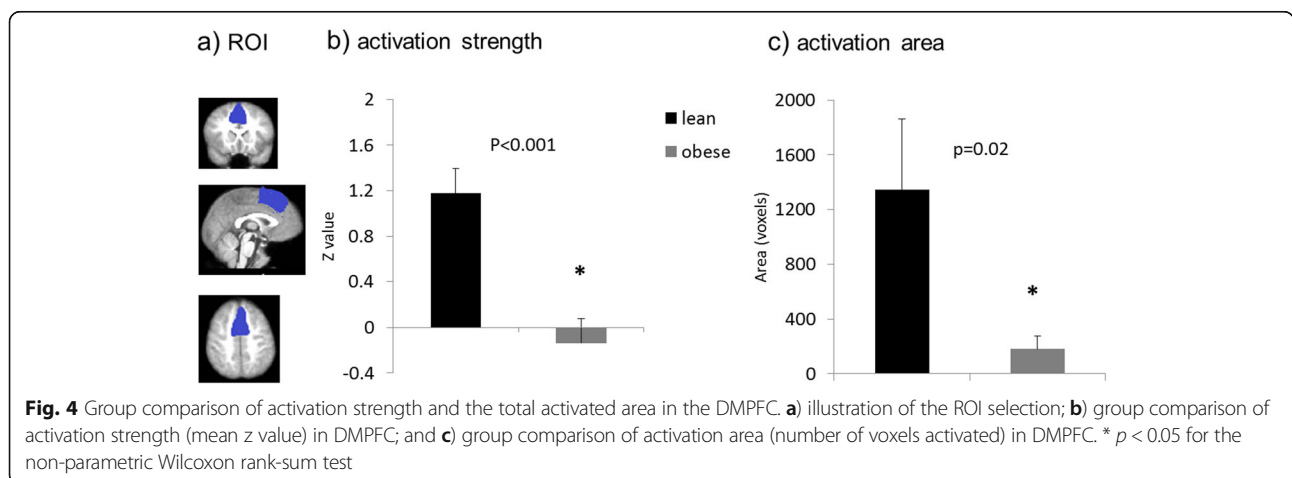 a) ROI
b) activation strength
c) activation area
2
1.6
1.2
0.8
0.4
0
-0.4
Z value
P<0.001
*
lean
obese
2000
1600
1200
800
400
0
Area (voxels)
p=0.02
*
Fig. 4 Group comparison of activation strength and the total activated area in the DMPFC. a) illustration of the ROI selection; b) group comparison of
activation strength (mean z value) in DMPFC; and c) group comparison of activation area (number of voxels activated) in DMPFC. * p < 0.05 for the
non-parametric Wilcoxon rank-sum test